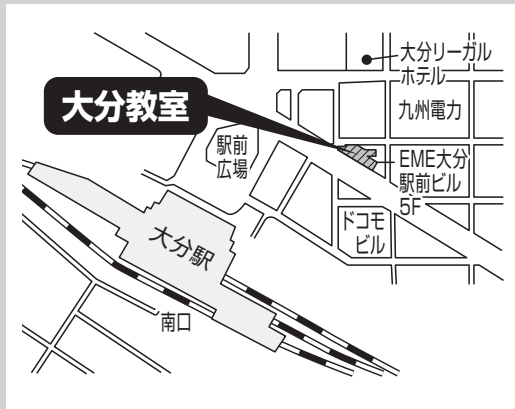 大分リーガル
ホテル
大分教室
九州電力
駅前
広場
EME大分
駅前ビル
5F
ドコモ
ビル
大分駅
南口